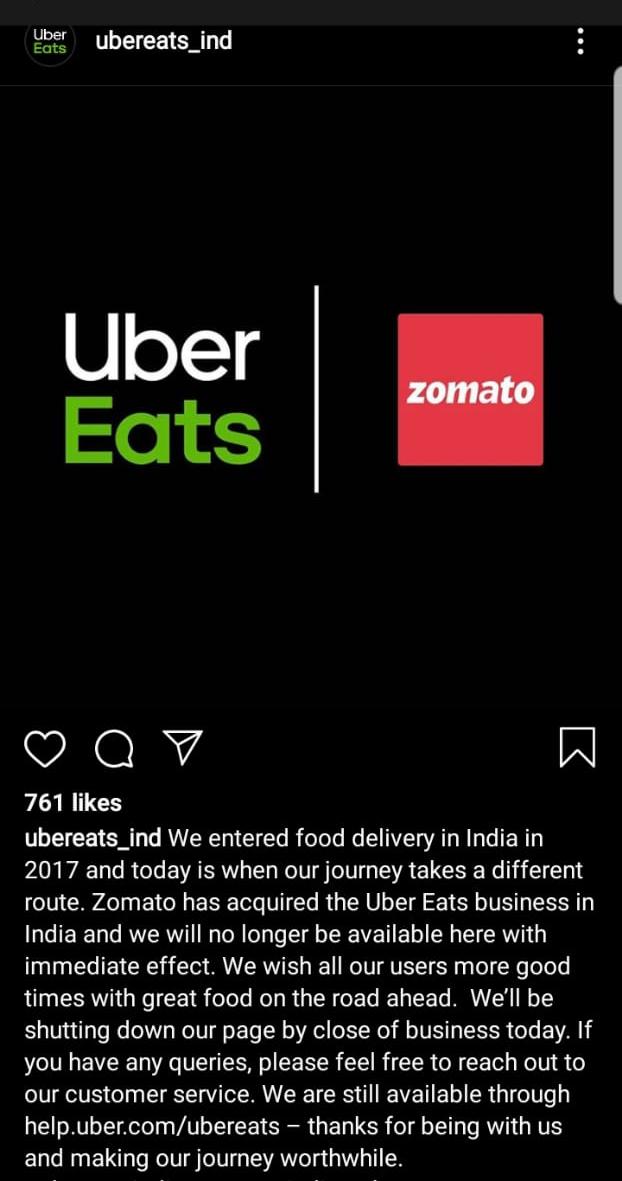 Uber
Eats
ubereats_ind
Uber
Eats
zomato
761 likes
ubereats_ind We entered food delivery in India in
2017 and today is when our journey takes a different
route. Zomato has acquired the Uber Eats business in
India and we will no longer be available here with
immediate effect. We wish all our users more good
times with great food on the road ahead.  We’ll be
shutting down our page by close of business today. If
you have any queries, please feel free to reach out to
our customer service. We are still available through
help.uber.com/ubereats – thanks for being with us
and making our journey worthwhile.